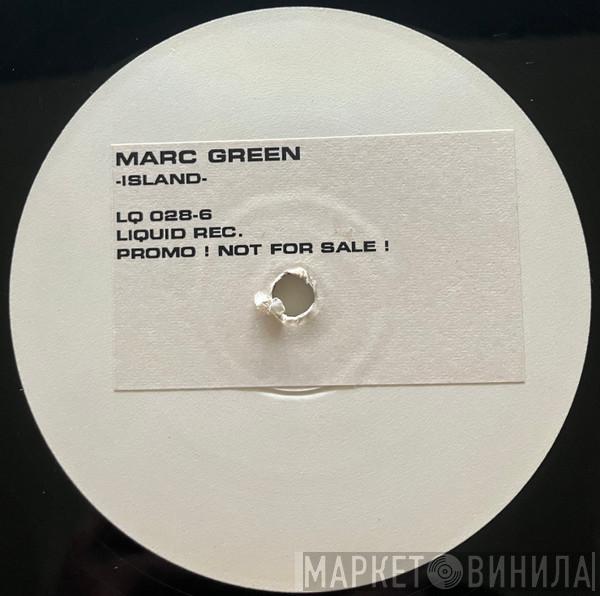 MARC GREEN
-ISLAND-
LQ 028-6
LIQUID REC.
PROMO ! NOT FOR SALE !
МАРКЕТ ВИНИЛА